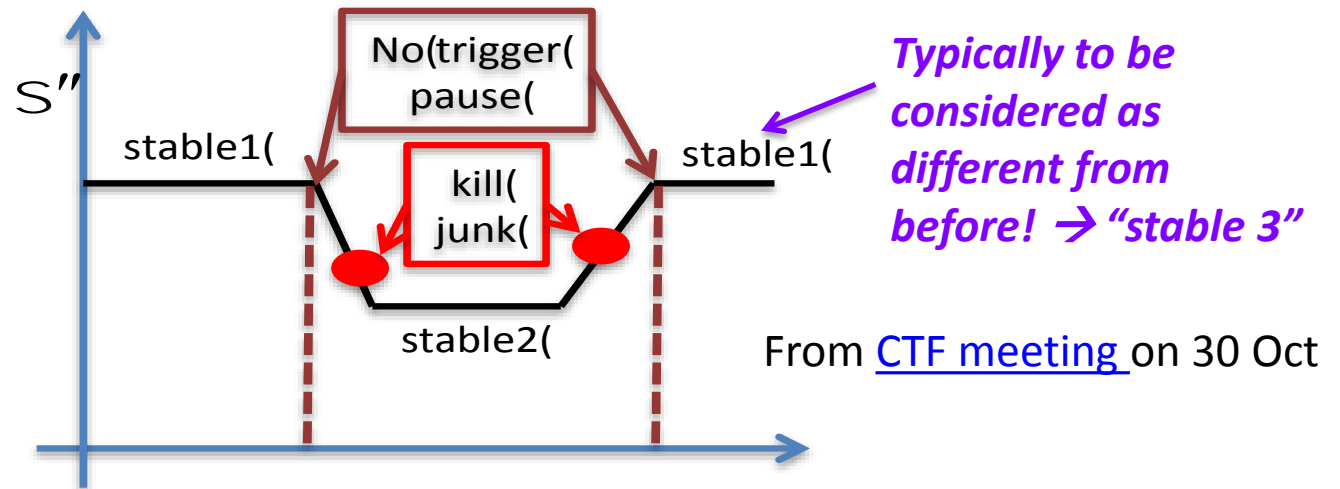 S"
No(trigger(
pause(
stable1(
kill(
junk(
stable1(
stable2(
Typically to be
considered as
different from
before! → “stable 3”
From CTF meeting on 30 Oct